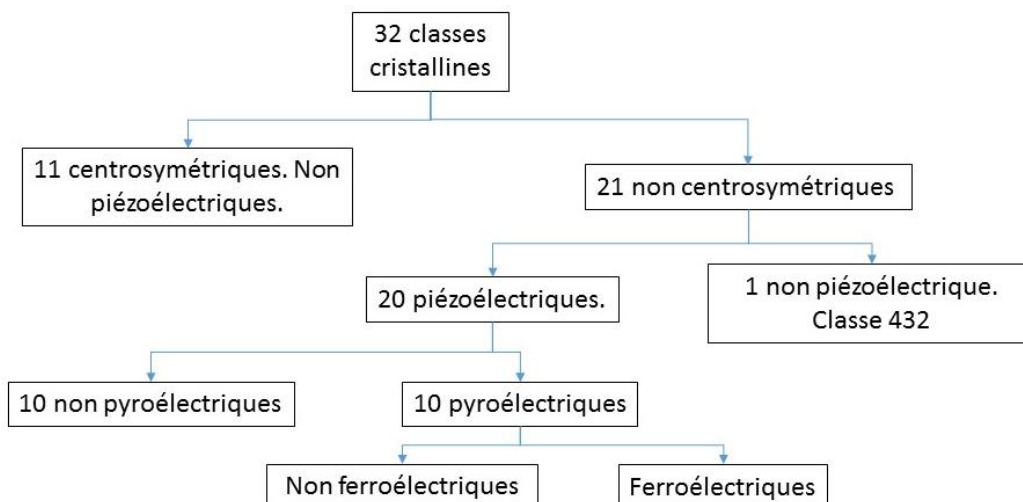 32 classes
cristallines
11 centrosymétriques. Non
piézoélectriques.
21 non centrosymétriques
20 piézoélectriques.
1 non piézoélectrique.
Classe 432
10 non pyroélectriques
10 pyroélectriques
Non ferroélectriques
Ferroélectriques